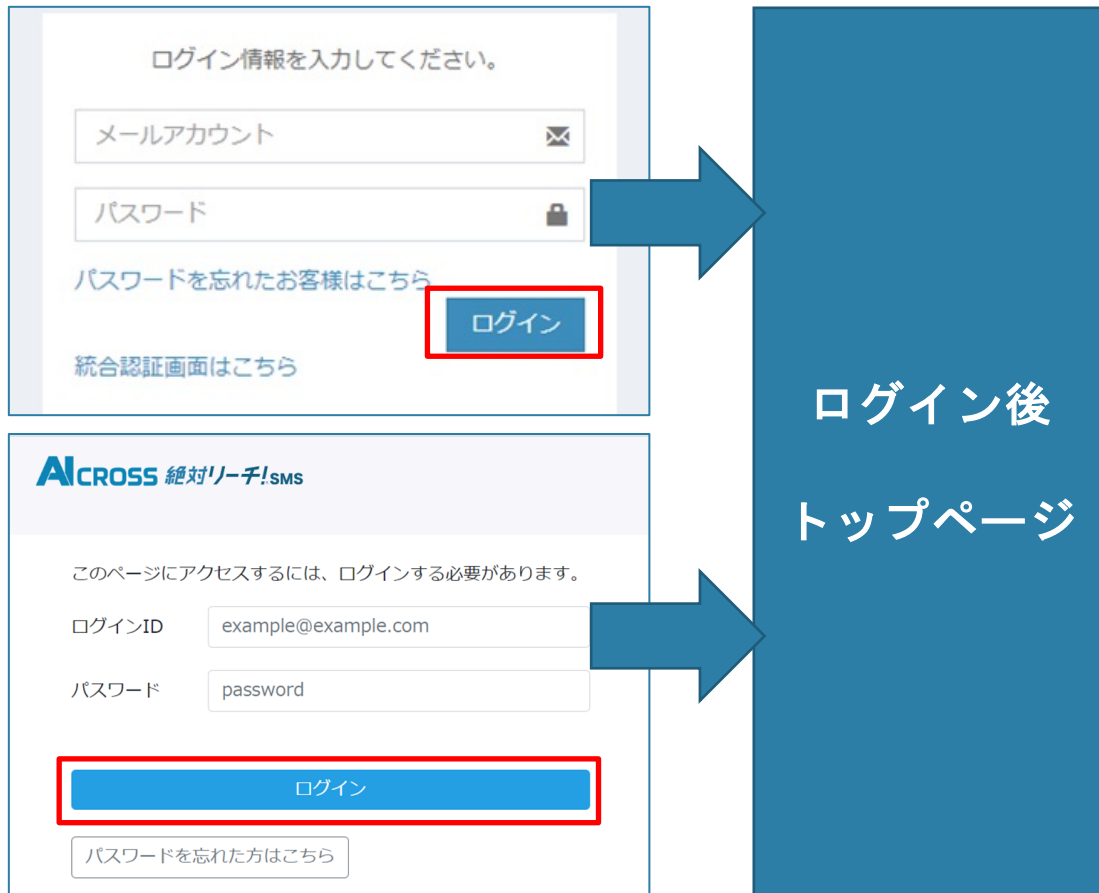 ログイン情報を入力してください。
メールアカウント
パスワード
パスワードを忘れたお客様はこちら
ログイン
統合認証画面はこちら
AI CROSS 絶対リーチ!SMS
このページにアクセスするには、ログインする必要があります。
ログインID
example@example.com
パスワード
password
ログイン
パスワードを忘れた方はこちら
ログイン後
トップページ